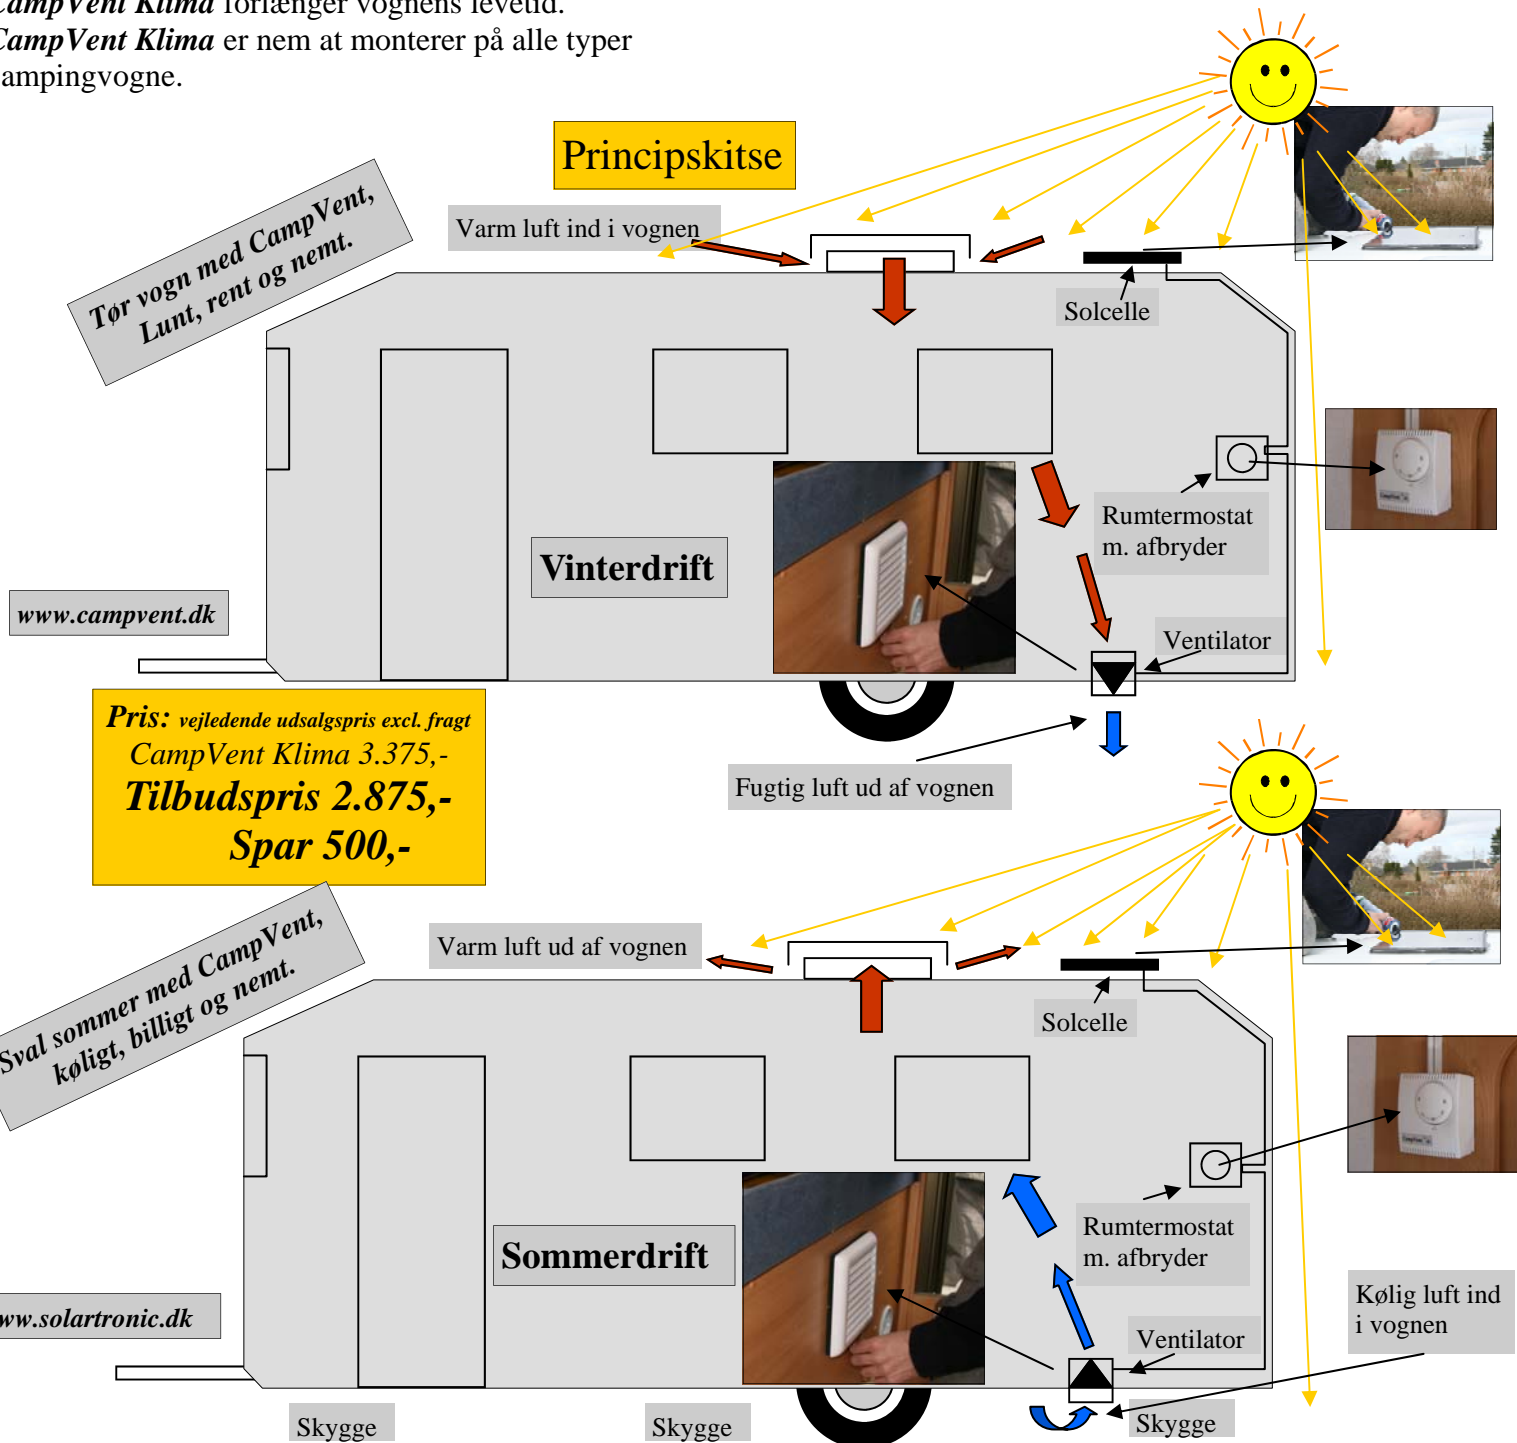 CampVent Klima forlænger vognens levetid.
CampVent Klima er nem at monterer på alle typer
campingvogne.
Principskitse
Tør vogn med CampVent,
Lunt, rent og nemt.
Varm luft ind i vognen
Solcelle
Rumtermostat
m. afbryder
Vinterdrift
www.campvent.dk
Ventilator
Pris: vejledende udsalgspris excl. fragt
CampVent Klima 3.375,-
Tilbudspris 2.875,-
Spar 500,-
Fugtig luft ud af vognen
Sval sommer med CampVent,
køligt, billigt og nemt.
Varm luft ud af vognen
Solcelle
Rumtermostat
m. afbryder
Sommerdrift
www.solartronic.dk
Kølig luft ind
i vognen
Ventilator
Skygge
Skygge
Skygge